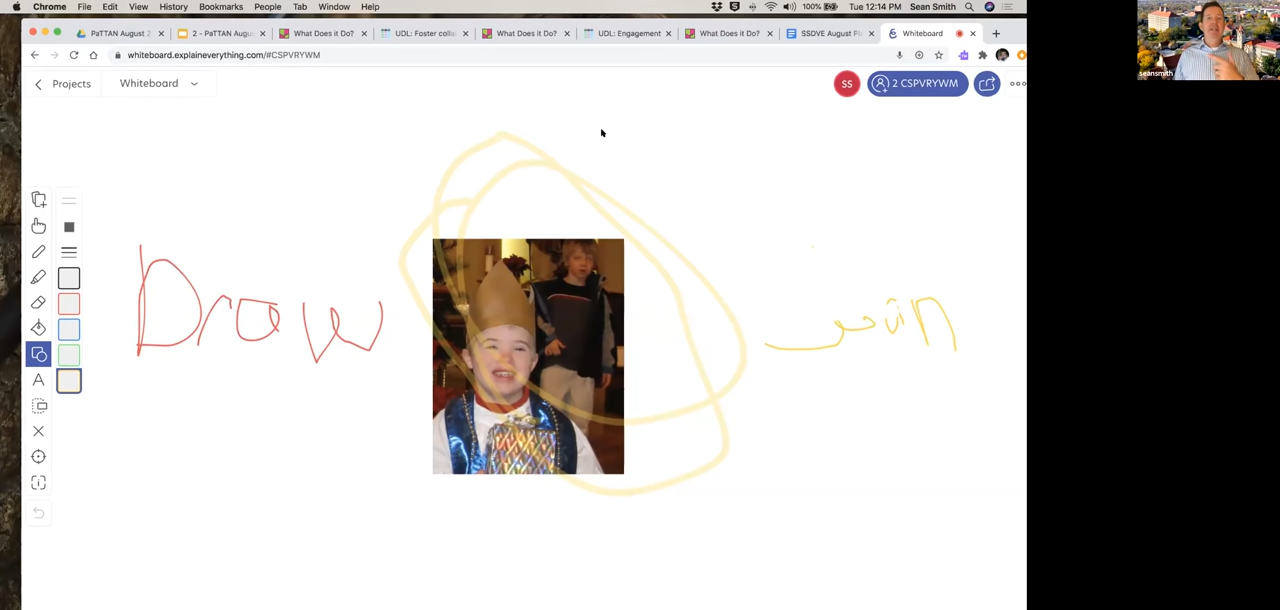 Chrome File Edit View History Bookmarks People Tab Window Help 100% Tue 12:14 PM Sean Smith
PaTTAN August 2 2 - PaTTAN Augu What Does it Do? UDL: Foster colla What Does it Do? UDL: Engagement What Does it Do? SSDVE August Pl Whiteboard
whiteboard.explaineverything.com/#CSPVRYWM
Projects Whiteboard SS 2 CSPVRYWM
seansmith
Draw
A